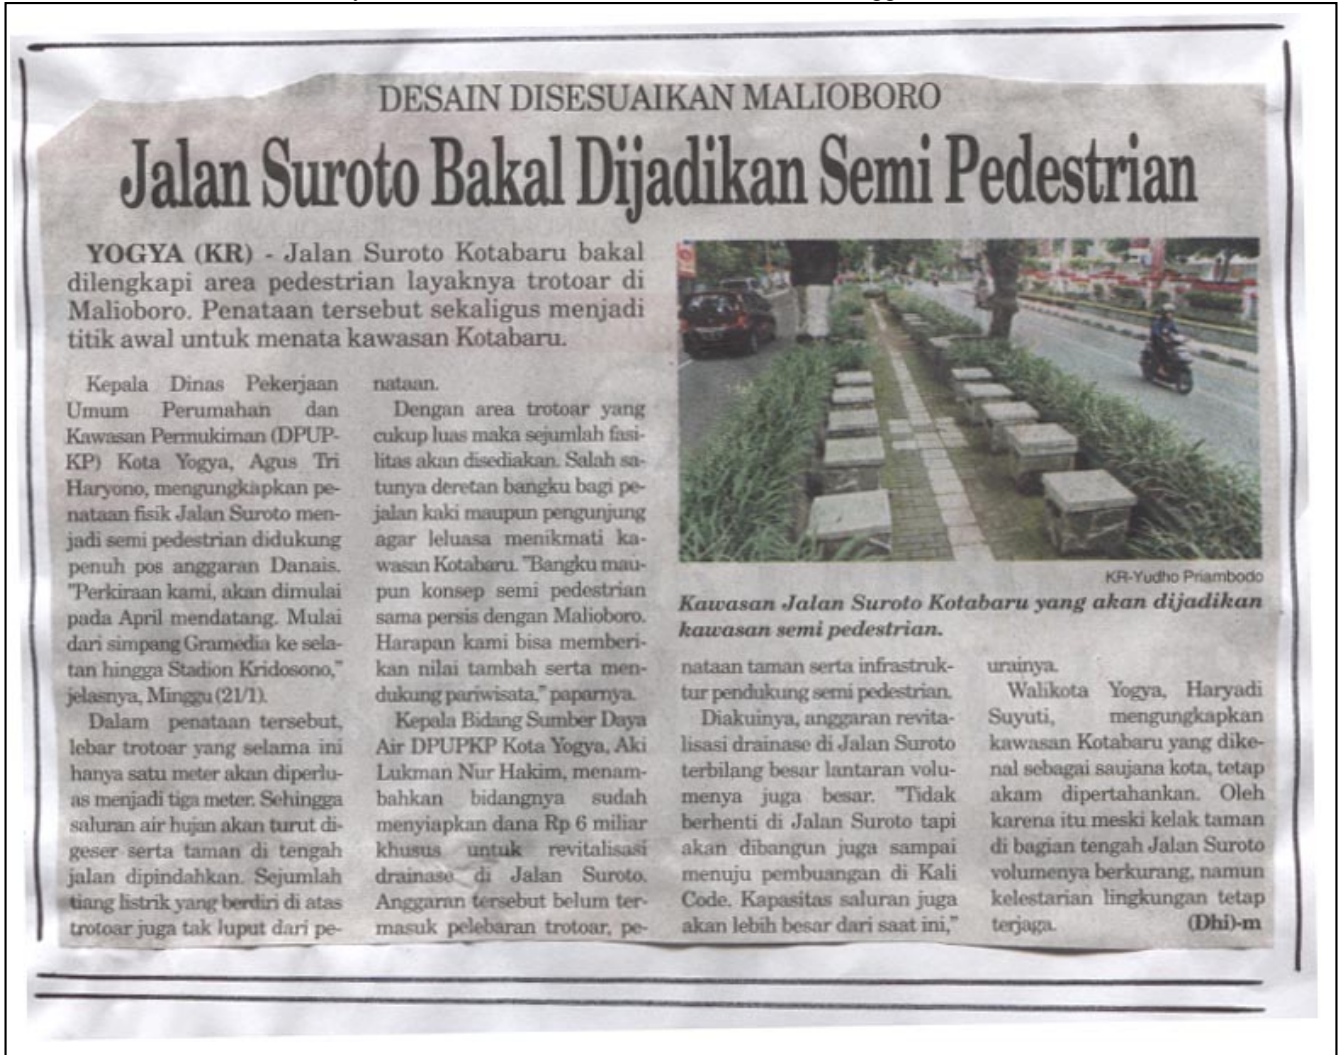 DESAIN DISESUAIKAN MALIOBORO
Jalan Suroto Bakal Dijadikan Semi Pedestrian
YOGYA (KR) - Jalan Suroto Kotabaru bakal
dilengkapi area pedestrian layaknya trotoar di
Malioboro. Penataan tersebut sekaligus menjadi
titik awal untuk menata kawasan Kotabaru.
Kepala Dinas Pekerjaan
Umum Perumahan dan
Kawasan Permukiman (DPUP-
KP) Kota Yogya, Agus Tri
Haryono, mengungkapkan pe-
nataan fisik Jalan Suroto men-
jadi semi pedestrian didukung
penuh pos anggaran Danais.
"Perkiraan kami, akan dimulai
pada April mendatang. Mulai
dari simpang Gramedia ke sela-
tan hingga Stadion Kridosono,"
jelasnya, Minggu (21/1).
Dalam penataan tersebut,
lebar trotoar yang selama ini
hanya satu meter akan diperlu-
as menjadi tiga meter. Sehingga
saluran air hujan akan turut di-
geser serta taman di tengah
jalan dipindahkan. Sejumlah
tiang listrik yang berdiri di atas
trotoar juga tak luput dari pe-
nataan.
Dengan area trotoar yang
cukup luas maka sejumlah fasi-
litas akan disediakan. Salah sa-
tunya deretan bangku bagi pe-
jalan kaki maupun pengunjung
agar leluasa menikmati ka-
wasan Kotabaru. "Bangku mau-
pun konsep semi pedestrian
sama persis dengan Malioboro.
Harapan kami bisa memberi-
kan nilai tambah serta men-
dukung pariwisata," paparnya.
Kepala Bidang Sumber Daya
Air DPUPKP Kota Yogya, Aki
Lukman Nur Hakim, menam-
bahkan bidangnya sudah
menyiapkan dana Rp 6 miliar
khusus untuk revitalisasi
drainase di Jalan Suroto.
Anggaran tersebut belum ter-
masuk pelebaran trotoar, pe-
KR-Yudho Priambodo
Kawasan Jalan Suroto Kotabaru yang akan dijadikan
kawasan semi pedestrian.
nataan taman serta infrastruk-
tur pendukung semi pedestrian.
Diakuinya, anggaran revita-
lisasi drainase di Jalan Suroto
terbilang besar lantaran volu-
menya juga besar. "Tidak
berhenti di Jalan Suroto tapi
akan dibangun juga sampai
menuju pembuangan di Kali
Code. Kapasitas saluran juga
akan lebih besar dari saat ini,"
urainya.
Walikota Yogya, Haryadi
Suyuti, mengungkapkan
kawasan Kotabaru yang dike-
nal sebagai saujana kota, tetap
akam dipertahankan. Oleh
karena itu meski kelak taman
di bagian tengah Jalan Suroto
volumenya berkurang, namun
kelestarian lingkungan tetap
terjaga. (Dhi)-m